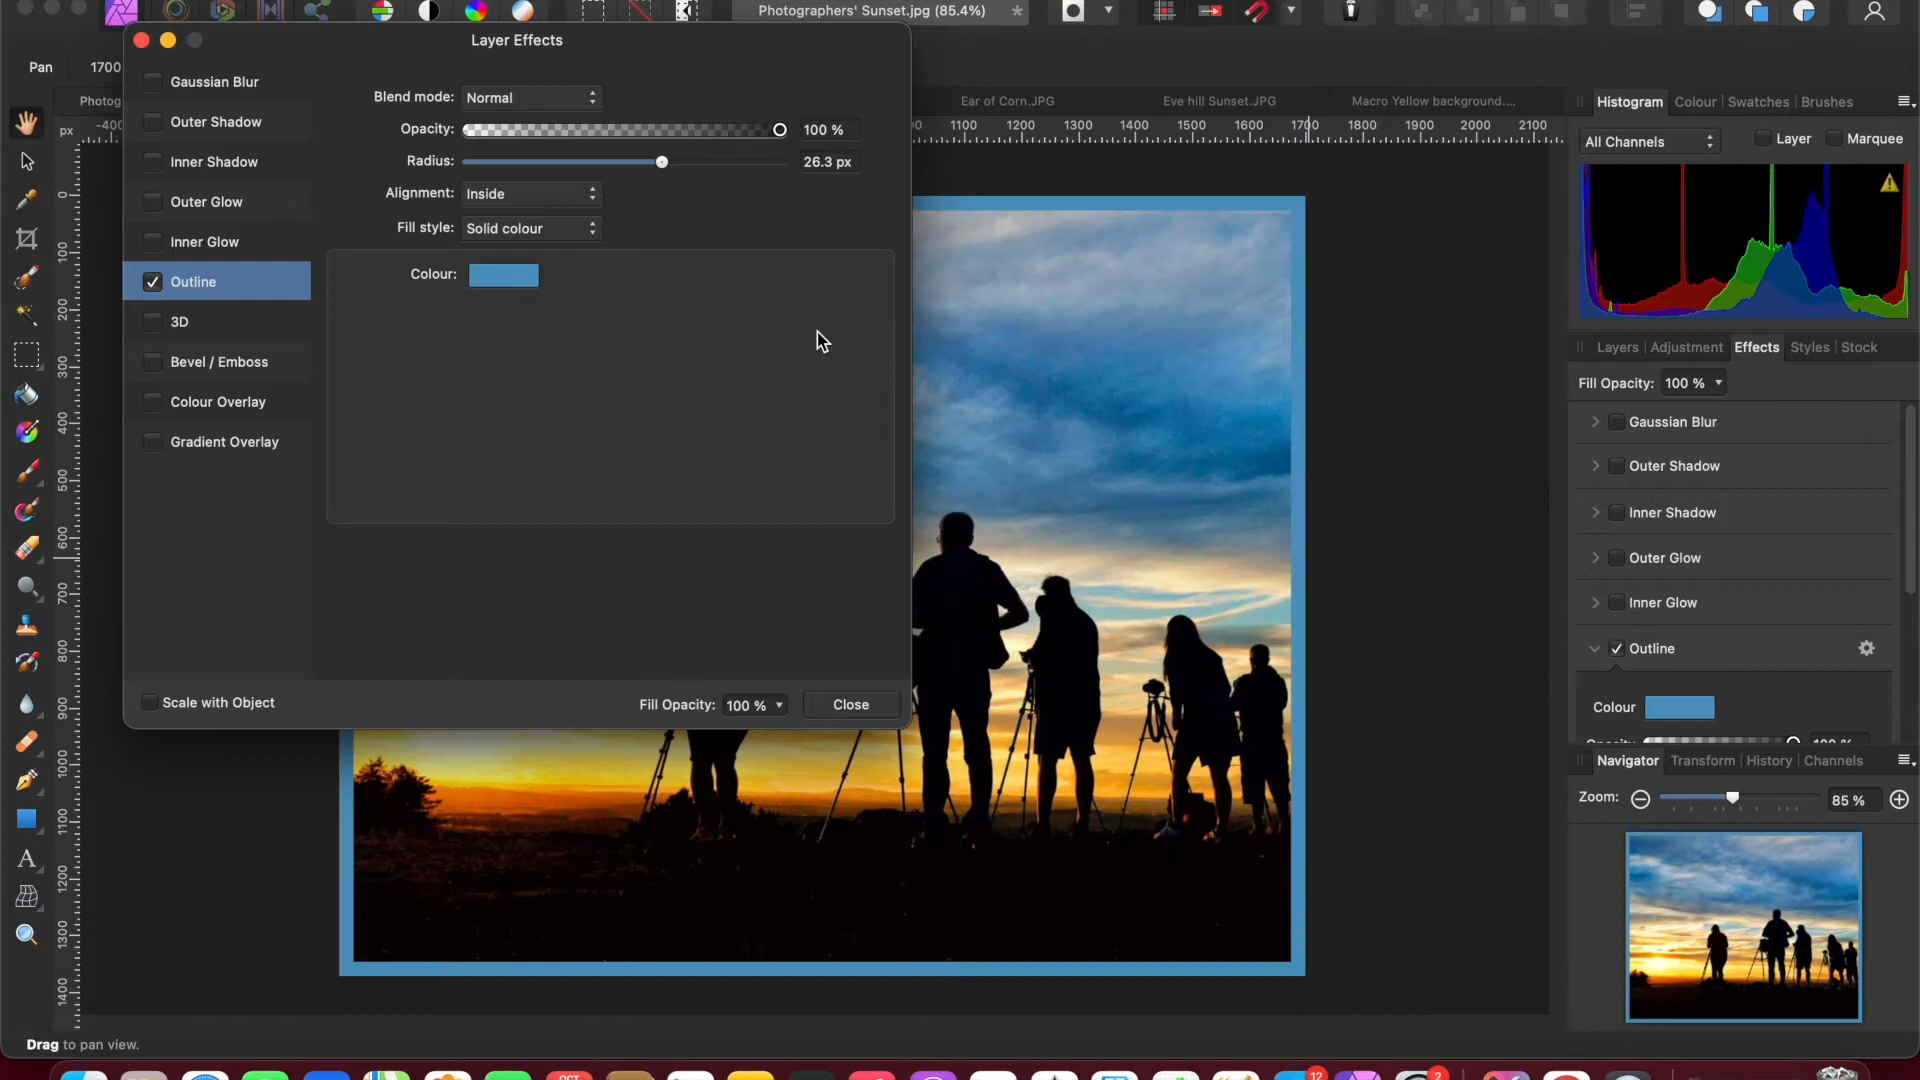 Photographers' Sunset.jpg (85.4%)
Layer Effects
Pan
1700
Photog
Ear of Corn.JPG
Eve hill Sunset.JPG
Macro Yellow background....
px
-400
1000
1100
1200
1300
1400
1500
1600
1700
1800
1900
2000
2100
0
100
200
300
400
500
600
700
800
900
1000
1100
1200
1300
1400
Gaussian Blur
Outer Shadow
Inner Shadow
Outer Glow
Inner Glow
Outline
3D
Bevel / Emboss
Colour Overlay
Gradient Overlay
Blend mode: Normal
Opacity: 100 %
Radius: 26.3 px
Alignment: Inside
Fill style: Solid colour
Colour:
Scale with Object
Fill Opacity: 100 %
Close
Histogram Colour Swatches Brushes
All Channels
Layer
Marquee
Layers Adjustment Effects Styles Stock
Fill Opacity: 100 %
Gaussian Blur
Outer Shadow
Inner Shadow
Outer Glow
Inner Glow
Outline
Colour
Opacity 100 %
Navigator Transform History Channels
Zoom: 85 %
A
Drag to pan view.
OCT
12
2